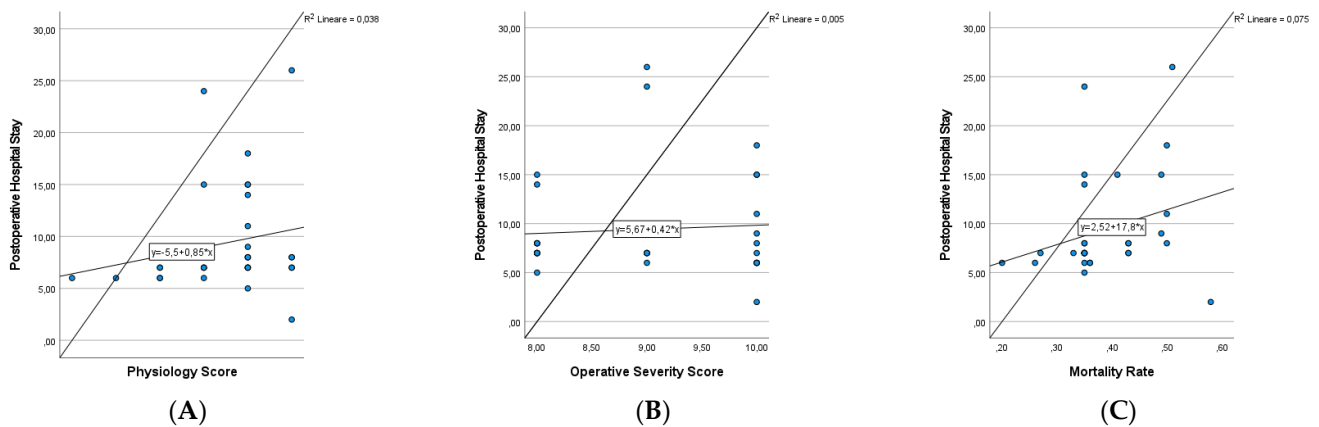 R² Lineare = 0,038
30,00
25,00
20,00
15,00
10,00
5,00
,00
Postoperative Hospital Stay
y=-5,5+0,85*x
Physiology Score
(A)
R² Lineare = 0,005
30,00
25,00
20,00
15,00
10,00
5,00
,00
Postoperative Hospital Stay
y=5,67+0,42*x
8,00 8,50 9,00 9,50 10,00
Operative Severity Score
(B)
R² Lineare = 0,075
30,00
25,00
20,00
15,00
10,00
5,00
,00
Postoperative Hospital Stay
y=2,52+17,8*x
,20 ,30 ,40 ,50 ,60
Mortality Rate
(C)